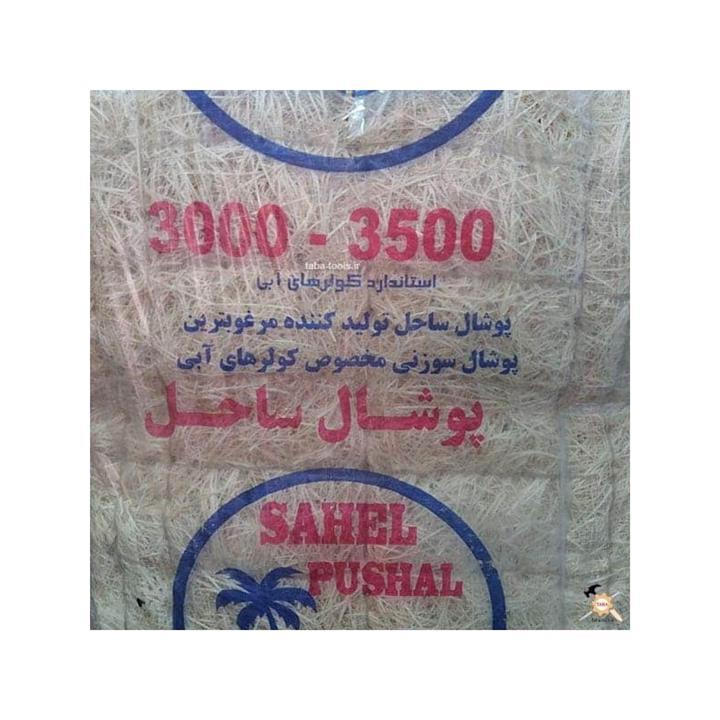 3000 - 3500
taba-tools.ir
استاندارد کولرهای آبی
پوشال ساحل تولید کننده مرغوبترین
پوشال سوزنی مخصوص کولرهای آبی
پوشال ساحل
SAHEL
PUSHAL
TABA